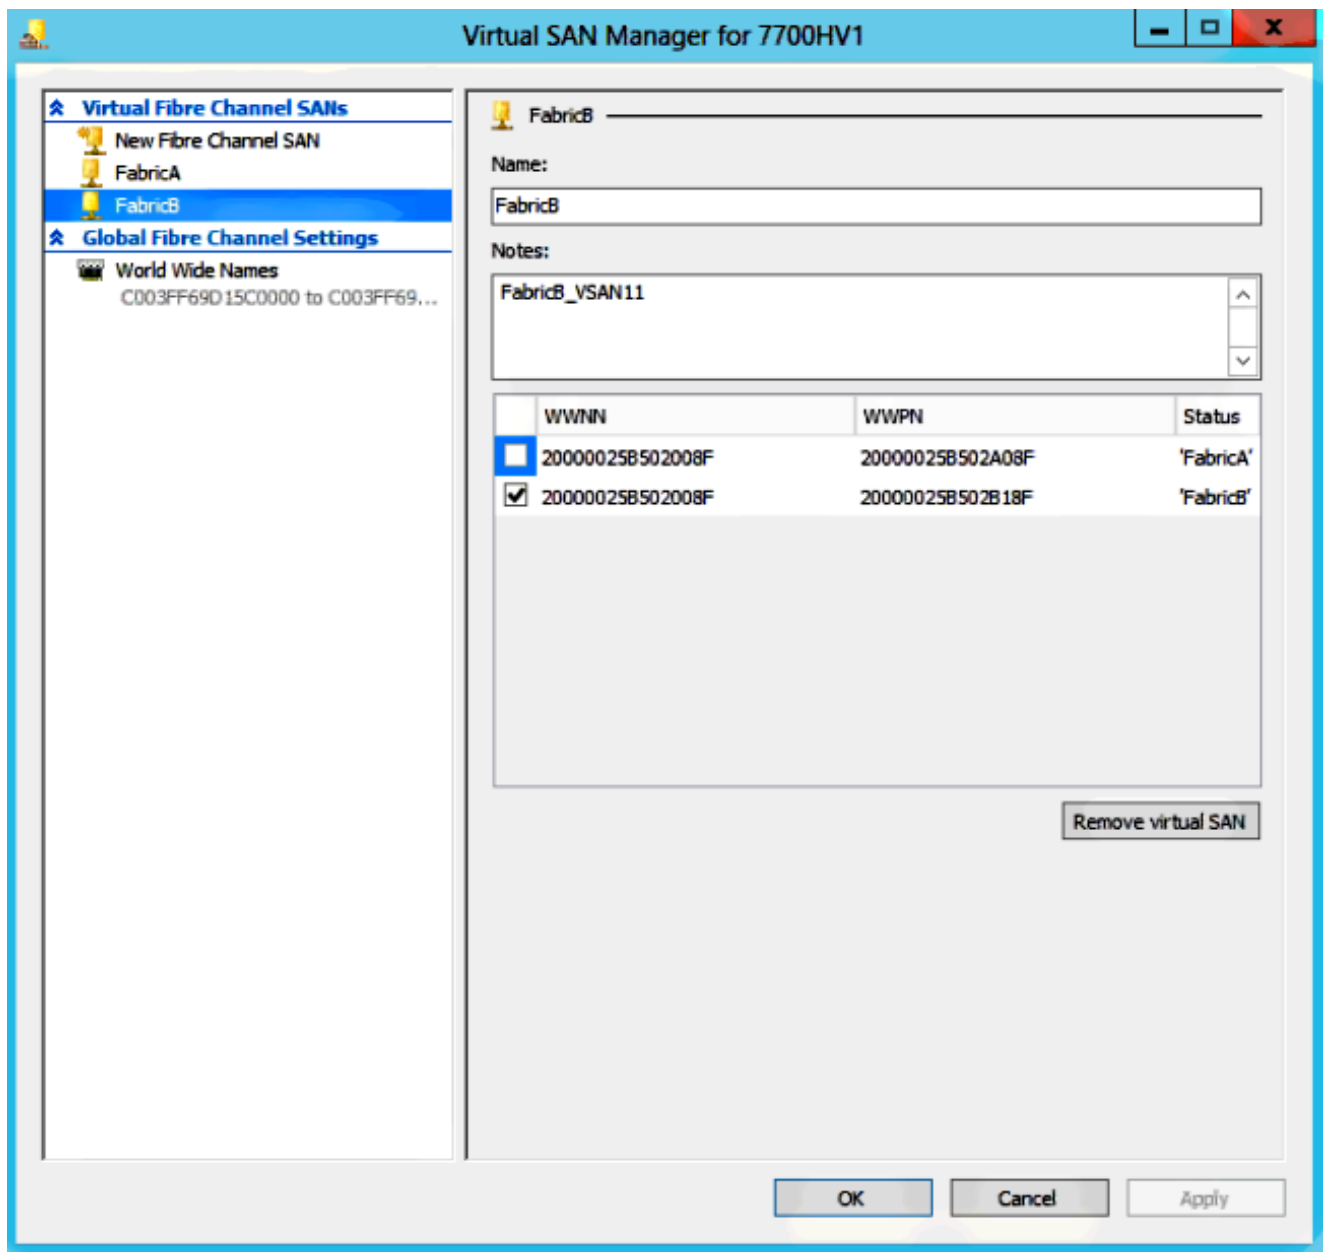 Virtual SAN Manager for 7700HV1
Virtual Fibre Channel SANs
New Fibre Channel SAN
FabricA
FabricB
Global Fibre Channel Settings
World Wide Names
C003FF69D15C0000 to C003FF69...
FabricB
Name:
FabricB
Notes:
FabricB_VSAN11
WWNN WWPN Status
20000025B502008F 20000025B502A08F 'FabricA'
20000025B502008F 20000025B502B18F 'FabricB'
Remove virtual SAN
OK Cancel Apply